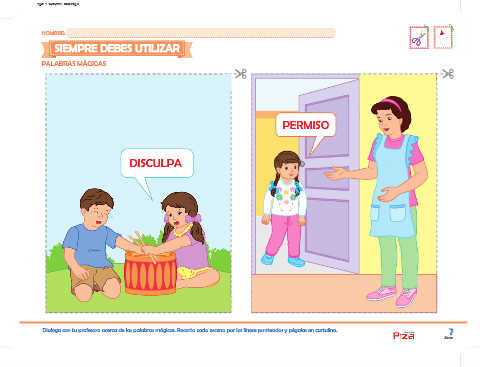 NOMBRE:
SIEMPRE DEBES UTILIZAR
PALABRAS MÁGICAS
DISCULPA
PERMISO
Dialoga con tu profesora acerca de las palabras mágicas. Recorta cada escena por las líneas punteadas y pégalas en cartulina.
7